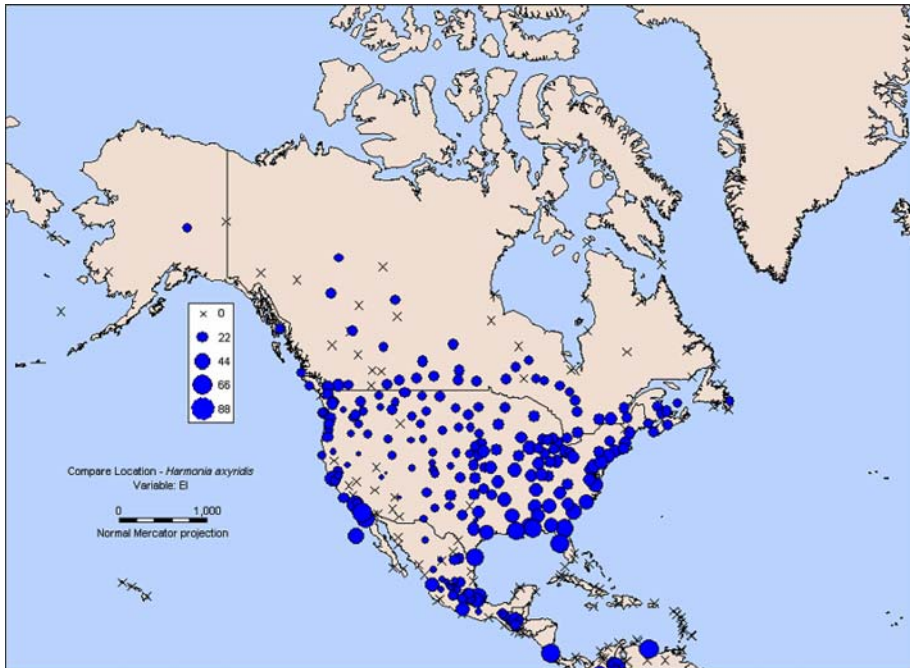 0
22
44
66
88
Compare Location - Harmonia axyridis
Variable: EI
0 1,000
Normal Mercator projection